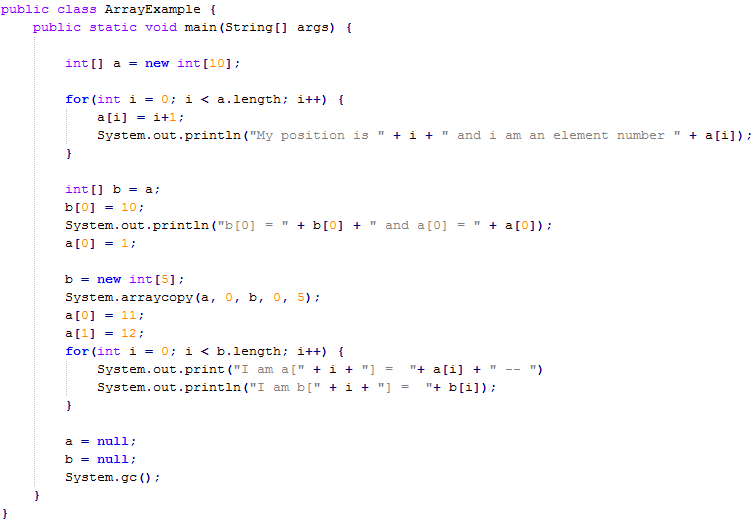 public class ArrayExample {
    public static void main(String[] args) {

        int[] a = new int[10];

        for(int i = 0; i < a.length; i++) {
            a[i] = i+1;
            System.out.println("My position is " + i + " and i am an element number " + a[i]);
        }

        int[] b = a;
        b[0] = 10;
        System.out.println("b[0] = " + b[0] + " and a[0] = " + a[0]);
        a[0] = 1;

        b = new int[5];
        System.arraycopy(a, 0, b, 0, 5);
        a[0] = 11;
        a[1] = 12;
        for(int i = 0; i < b.length; i++) {
            System.out.print("I am a[" + i + "] =  "+ a[i] + " -- ")
            System.out.println("I am b[" + i + "] =  "+ b[i]);
        }

        a = null;
        b = null;
        System.gc();
    }
}